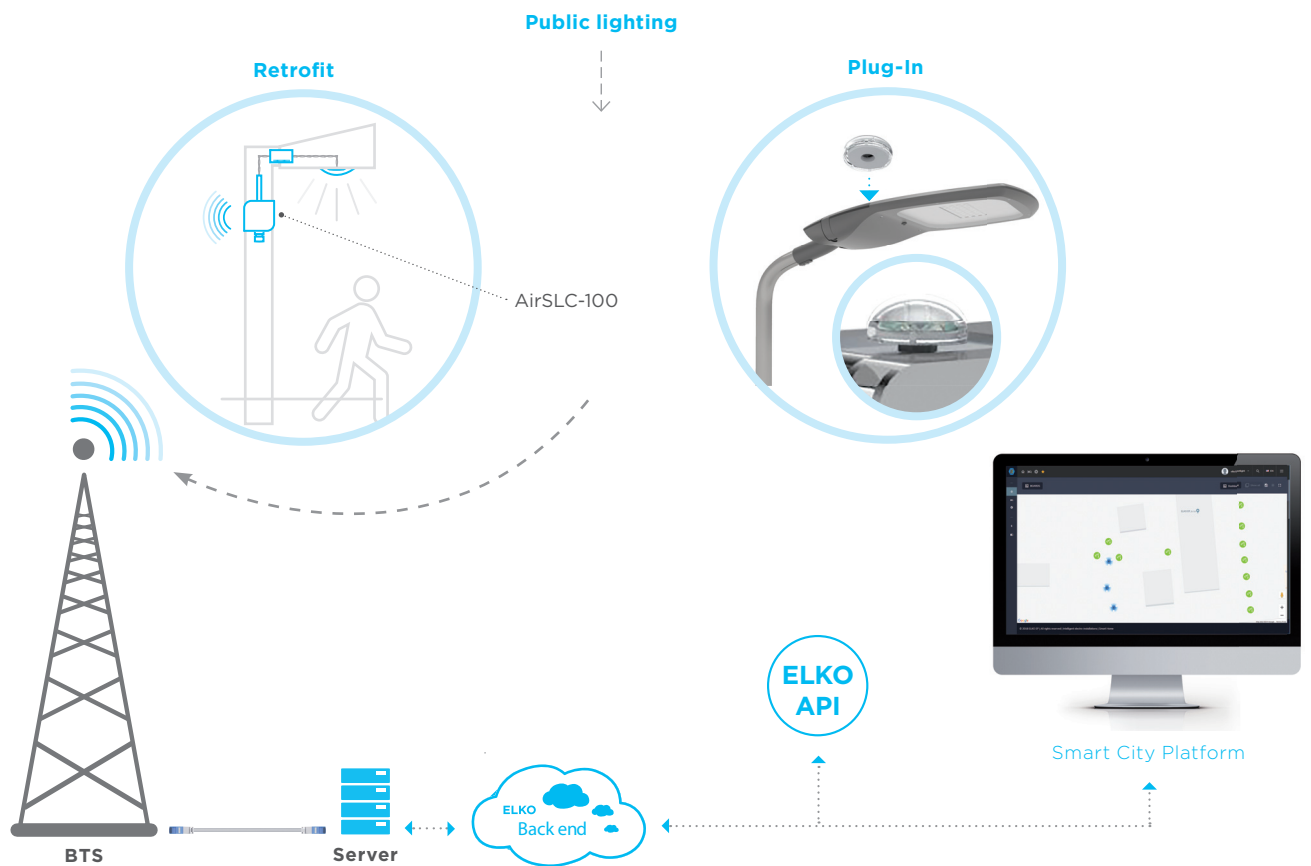 Public lighting
Retrofit
Plug-In
AirSLC-100
ELKO
API
Smart City Platform
ELKO
Back end
BTS
Server